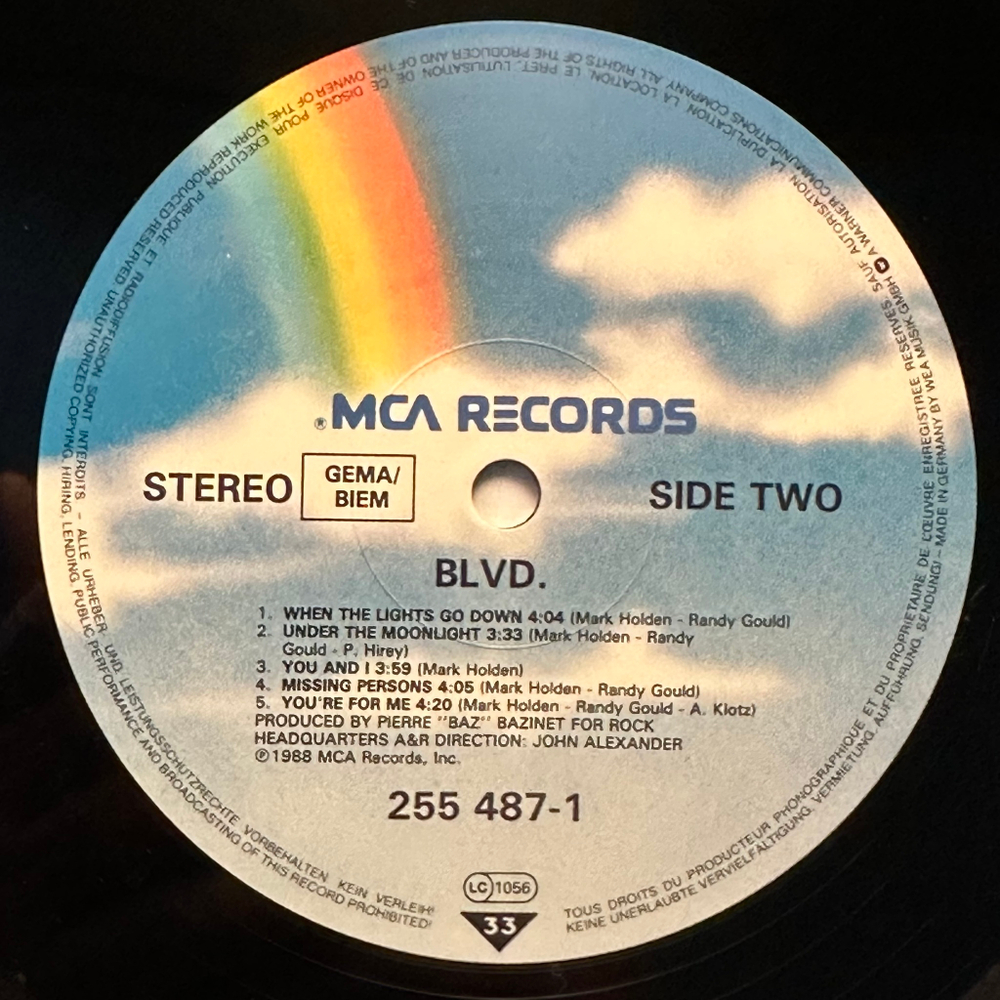 ® MCA RECORDS
STEREO
GEMA/
BIEM
SIDE TWO
BLVD.
1. WHEN THE LIGHTS GO DOWN 4:04 (Mark Holden - Randy Gould)
2. UNDER THE MOONLIGHT 3:33 (Mark Holden - Randy
Gould - P. Hirey)
3. YOU AND I 3:59 (Mark Holden)
4. MISSING PERSONS 4:05 (Mark Holden - Randy Gould)
5. YOU'RE FOR ME 4:20 (Mark Holden - Randy Gould - A. Klotz)
PRODUCED BY PIERRE "BAZ" BAZINET FOR ROCK
HEADQUARTERS A&R DIRECTION: JOHN ALEXANDER
℗ 1988 MCA Records, Inc.
255 487-1
LC 1056
33
TOUS DROITS DU PRODUCTEUR PHONOGRAPHIQUE ET DU PROPRIETAIRE DE L'ŒUVRE ENREGISTREE RESERVES. SAUF AUTORISATION, LA DUPLICATION, LA LOCATION, LE PRET, L'UTILISATION DE CE DISQUE POUR EXECUTION PUBLIQUE ET RADIODIFFUSION SONT INTERDITS. – ALLE URHEBER- UND LEISTUNGSSCHUTZRECHTE VORBEHALTEN. KEIN VERLEIH!
KEINE UNERLAUBTE VERVIELFÄLTIGUNG, VERMIETUNG, AUFFÜHRUNG, SENDUNG! – MADE IN GERMANY BY WEA MUSIK GMBH A WARNER COMMUNICATIONS COMPANY. ALL RIGHTS OF THE PRODUCER AND OF THE OWNER OF THE WORK REPRODUCED RESERVED. UNAUTHORIZED COPYING, HIRING, LENDING, PUBLIC PERFORMANCE AND BROADCASTING OF THIS RECORD PROHIBITED!